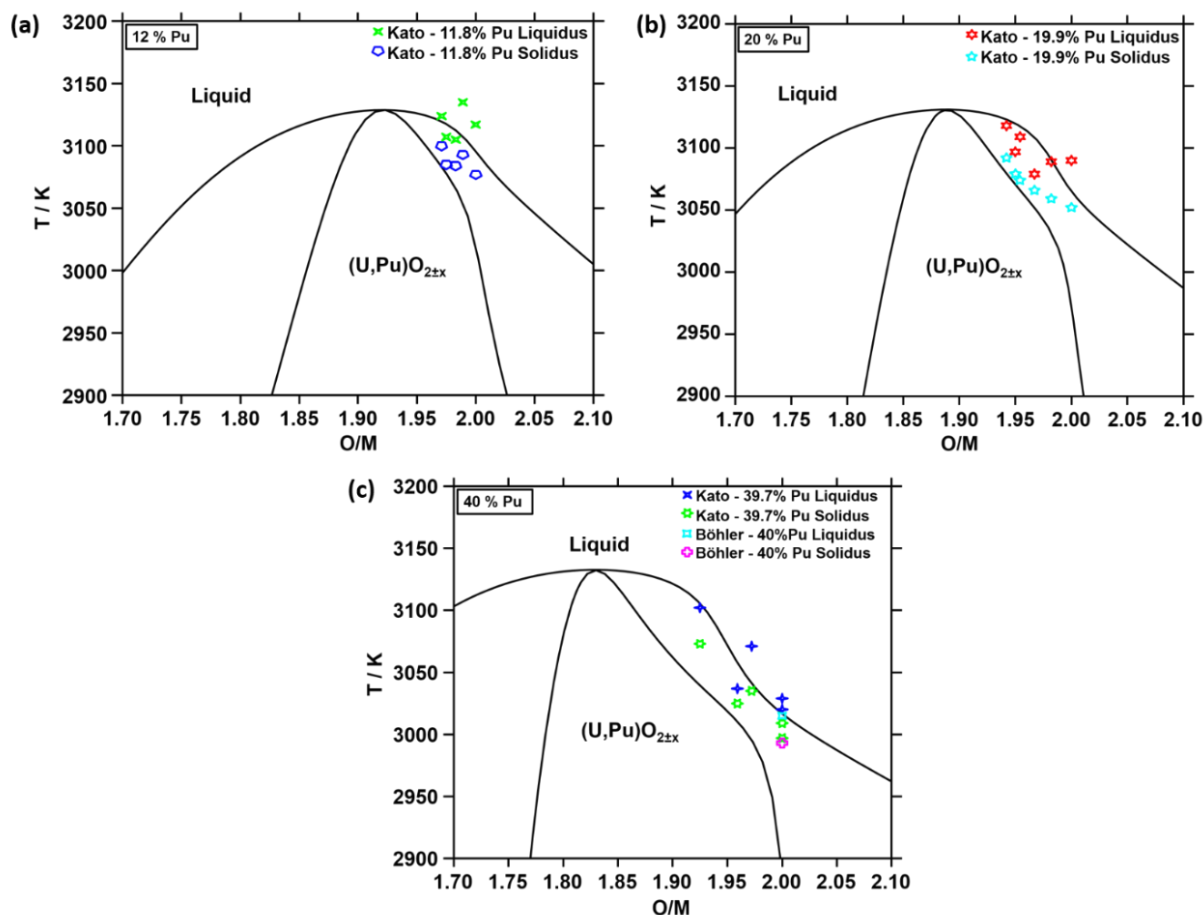 (a)
12 % Pu
Kato - 11.8% Pu Liquidus
Kato - 11.8% Pu Solidus
Liquid
(U,Pu)O2±x
T / K
3200
3150
3100
3050
3000
2950
2900
1.70 1.75 1.80 1.85 1.90 1.95 2.00 2.05 2.10
O/M
(b)
20 % Pu
Kato - 19.9% Pu Liquidus
Kato - 19.9% Pu Solidus
Liquid
(U,Pu)O2±x
T / K
3200
3150
3100
3050
3000
2950
2900
1.70 1.75 1.80 1.85 1.90 1.95 2.00 2.05 2.10
O/M
(c)
40 % Pu
Kato - 39.7% Pu Liquidus
Kato - 39.7% Pu Solidus
Böhler - 40%Pu Liquidus
Böhler - 40% Pu Solidus
Liquid
(U,Pu)O2±x
T / K
3200
3150
3100
3050
3000
2950
2900
1.70 1.75 1.80 1.85 1.90 1.95 2.00 2.05 2.10
O/M